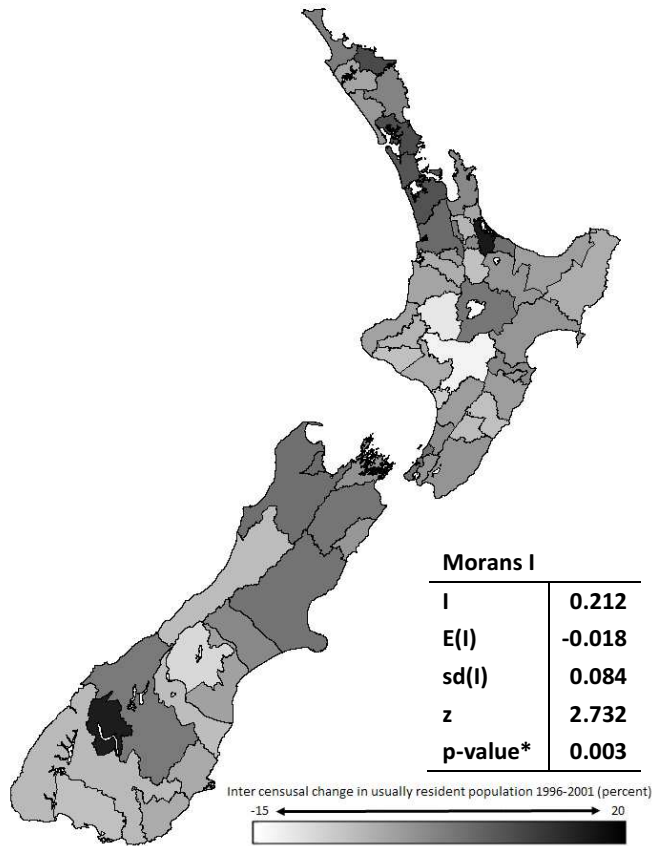 Morans I
I 0.212
E(I) -0.018
sd(I) 0.084
z 2.732
p-value* 0.003
Inter censusal change in usually resident population 1996-2001 (percent)
-15 20